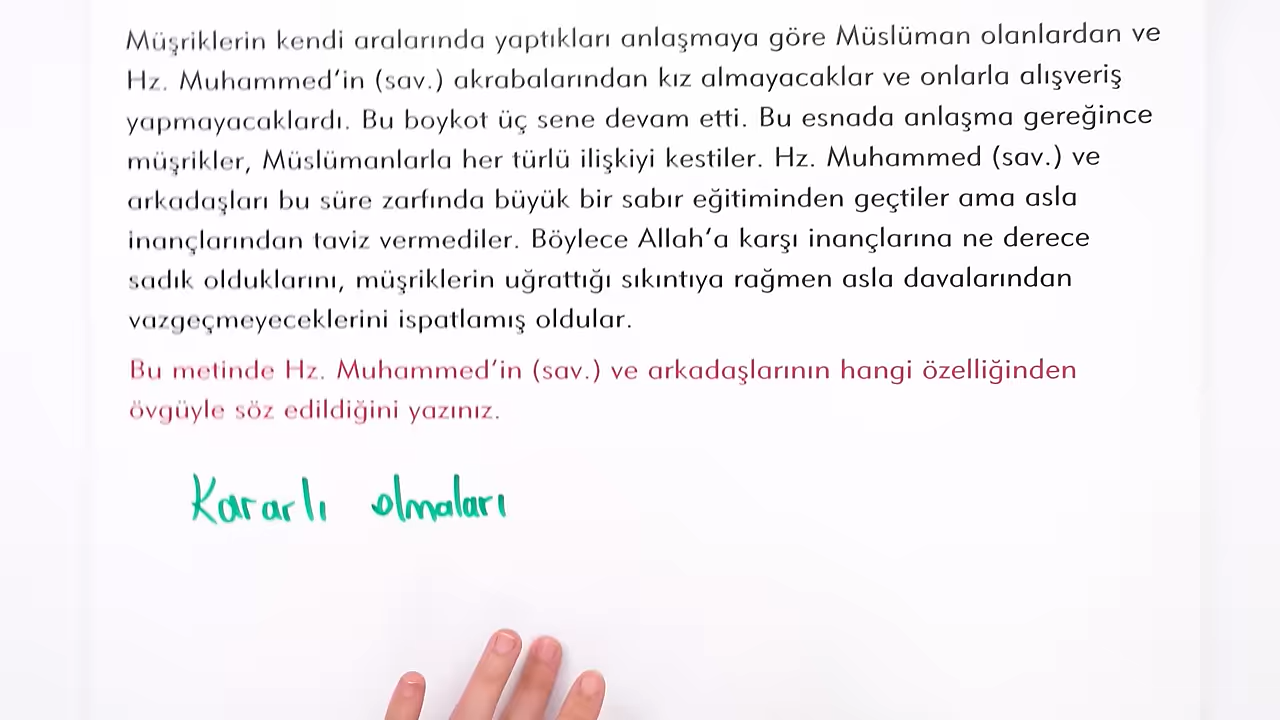 Müşriklerin kendi aralarında yaptıkları anlaşmaya göre Müslüman olanlardan ve
Hz. Muhammed’in (sav.) akrabalarından kız almayacaklar ve onlarla alışveriş
yapmayacaklardı. Bu boykot üç sene devam etti. Bu esnada anlaşma gereğince
müşrikler, Müslümanlarla her türlü ilişkiyi kestiler. Hz. Muhammed (sav.) ve
arkadaşları bu süre zarfında büyük bir sabır eğitiminden geçtiler ama asla
inançlarından taviz vermediler. Böylece Allah’a karşı inançlarına ne derece
sadık olduklarını, müşriklerin uğrattığı sıkıntıya rağmen asla davalarından
vazgeçmeyeceklerini ispatlamış oldular.
Bu metinde Hz. Muhammed’in (sav.) ve arkadaşlarının hangi özelliğinden
övgüyle söz edildiğini yazınız.
Kararlı olmaları